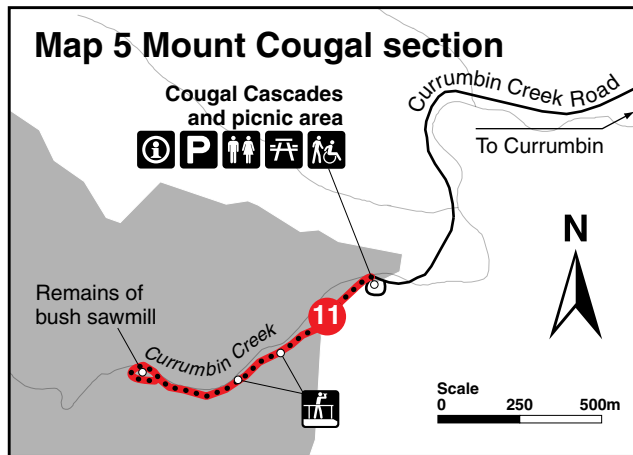 Map 5 Mount Cougal section
Cougal Cascades
and picnic area
i P
Currumbin Creek Road
To Currumbin
N
Remains of
bush sawmill
Currumbin Creek
11
Scale
0 250 500m